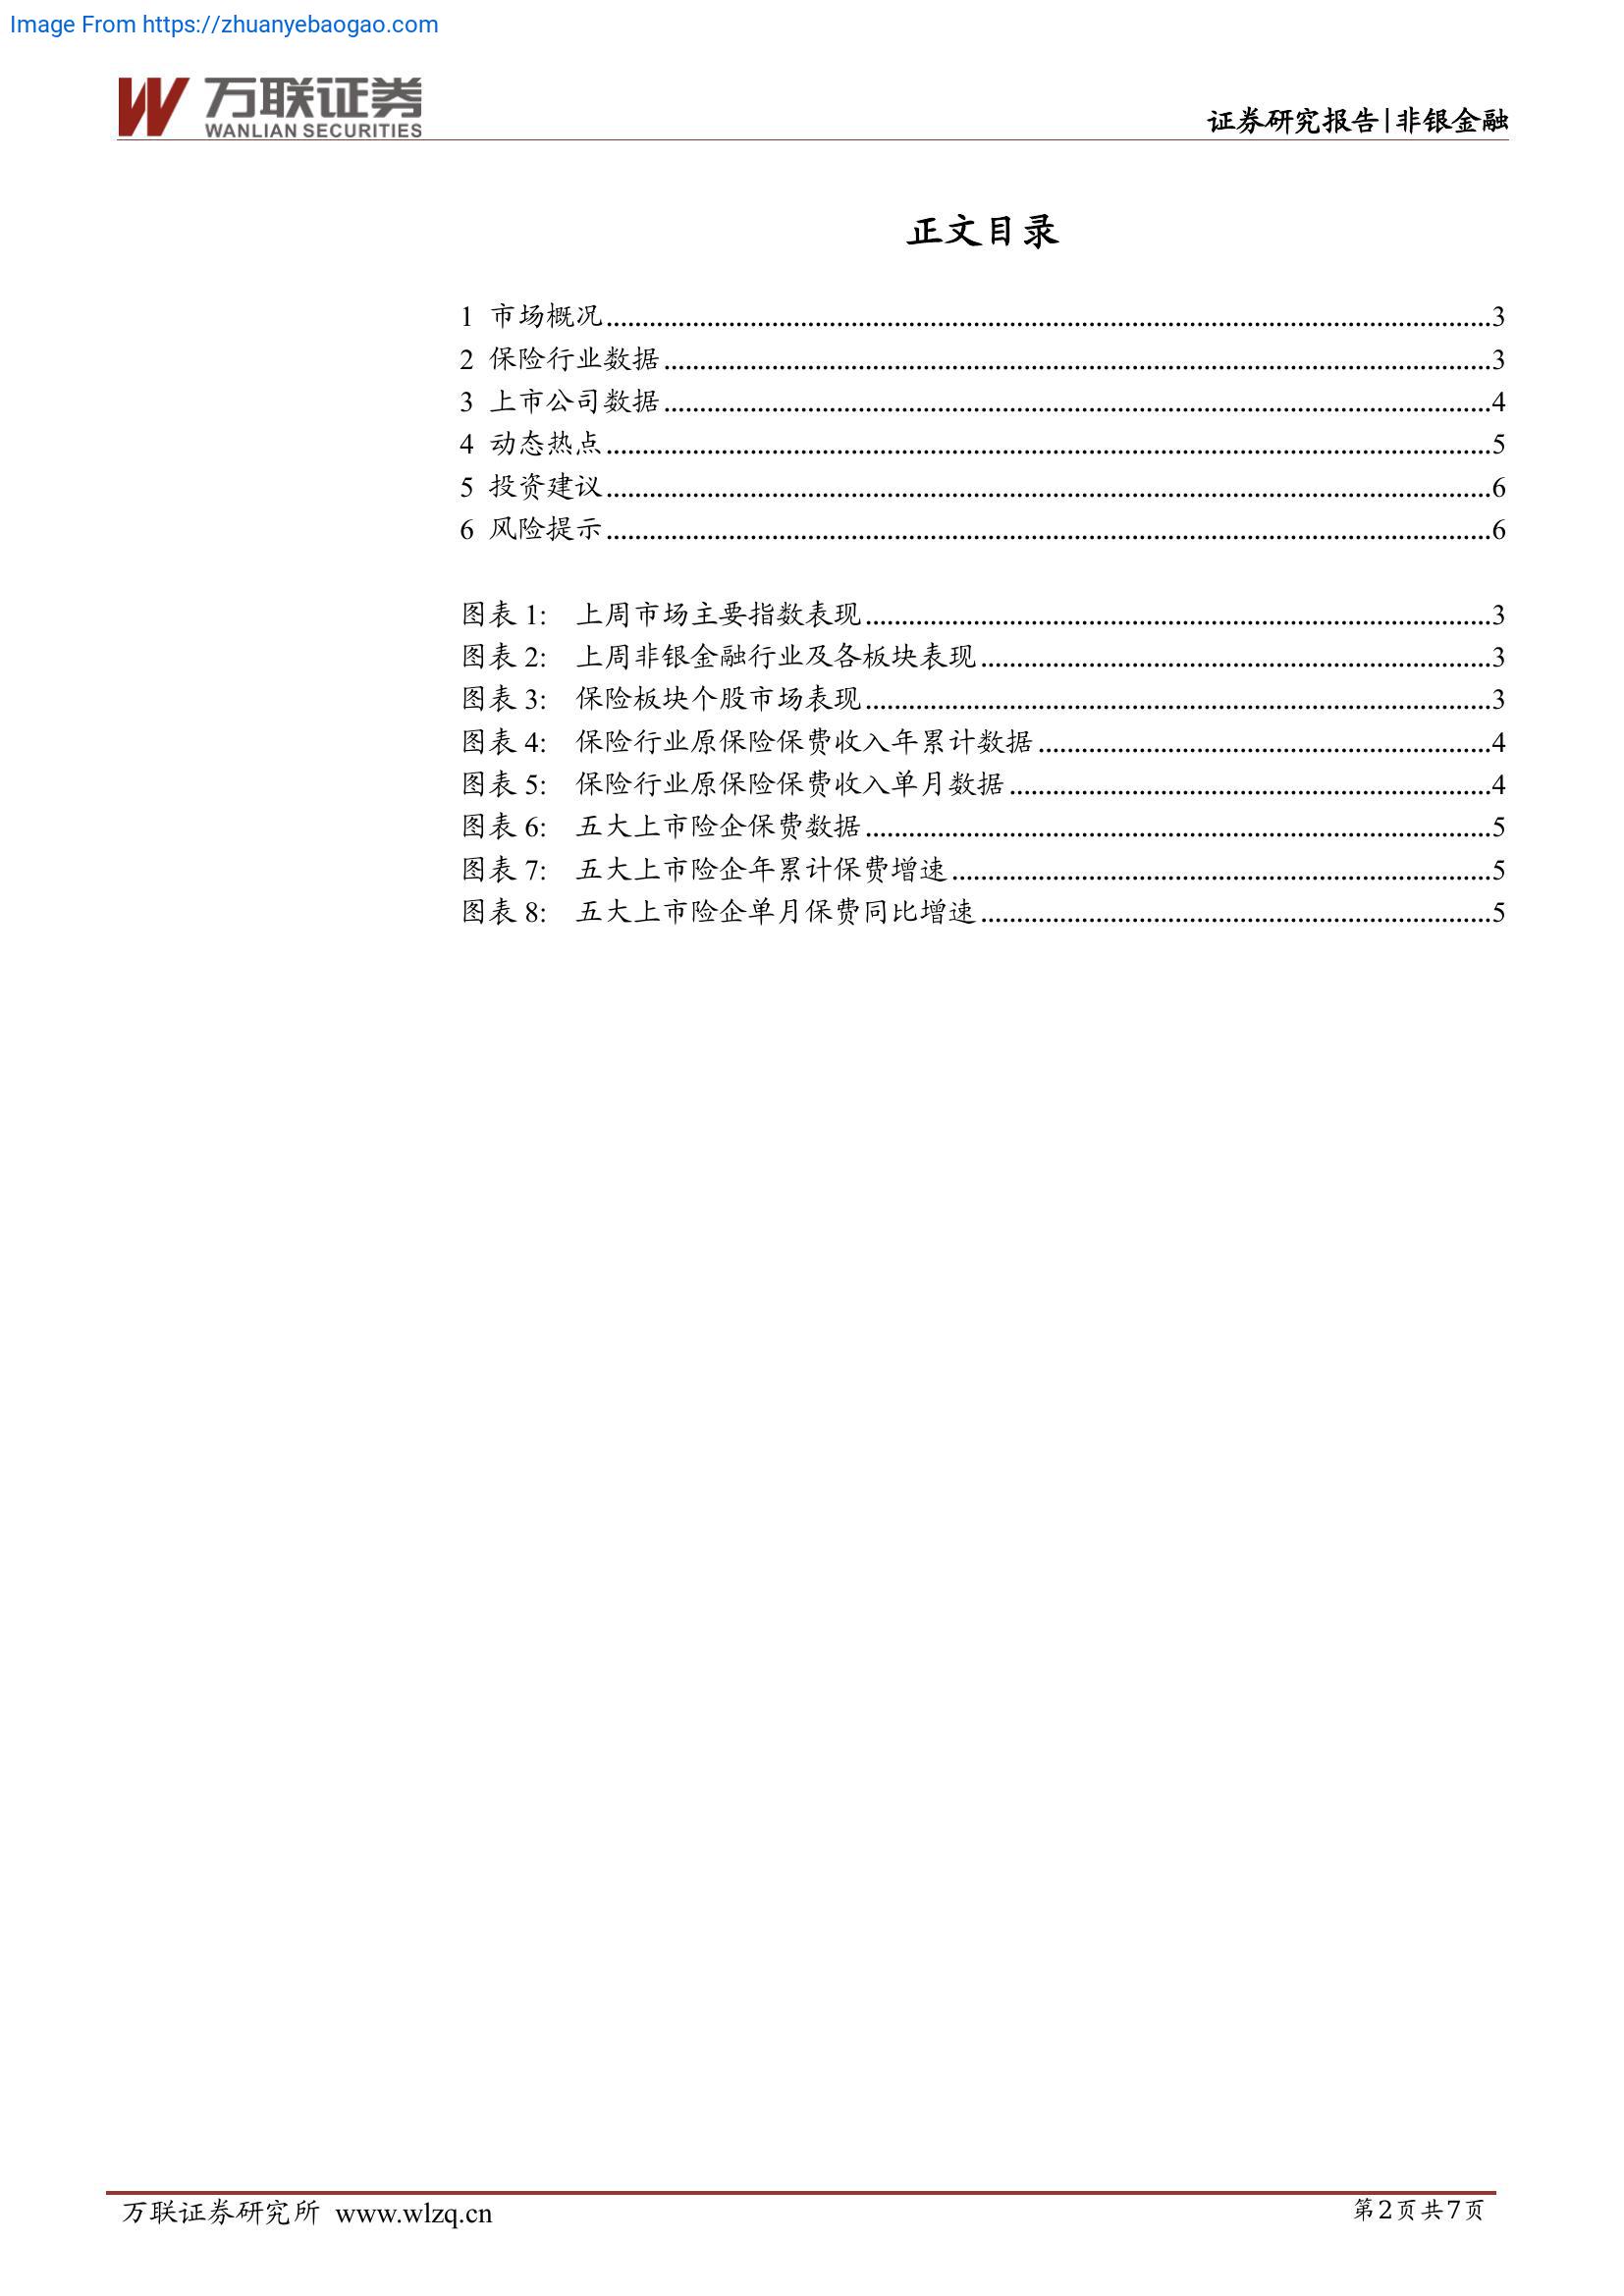 Image From https://zhuanyebaogao.com
万联证券
WANLIAN SECURITIES
证券研究报告|非银金融
正文目录
1 市场概况........3
2 保险行业数据........3
3 上市公司数据........4
4 动态热点........5
5 投资建议........6
6 风险提示........6
图表 1: 上周市场主要指数表现........3
图表 2: 上周非银金融行业及各板块表现........3
图表 3: 保险板块个股市场表现........3
图表 4: 保险行业原保险保费收入年累计数据........4
图表 5: 保险行业原保险保费收入单月数据........4
图表 6: 五大上市险企保费数据........5
图表 7: 五大上市险企年累计保费增速........5
图表 8: 五大上市险企单月保费同比增速........5
万联证券研究所 www.wlzq.cn
第2页共7页